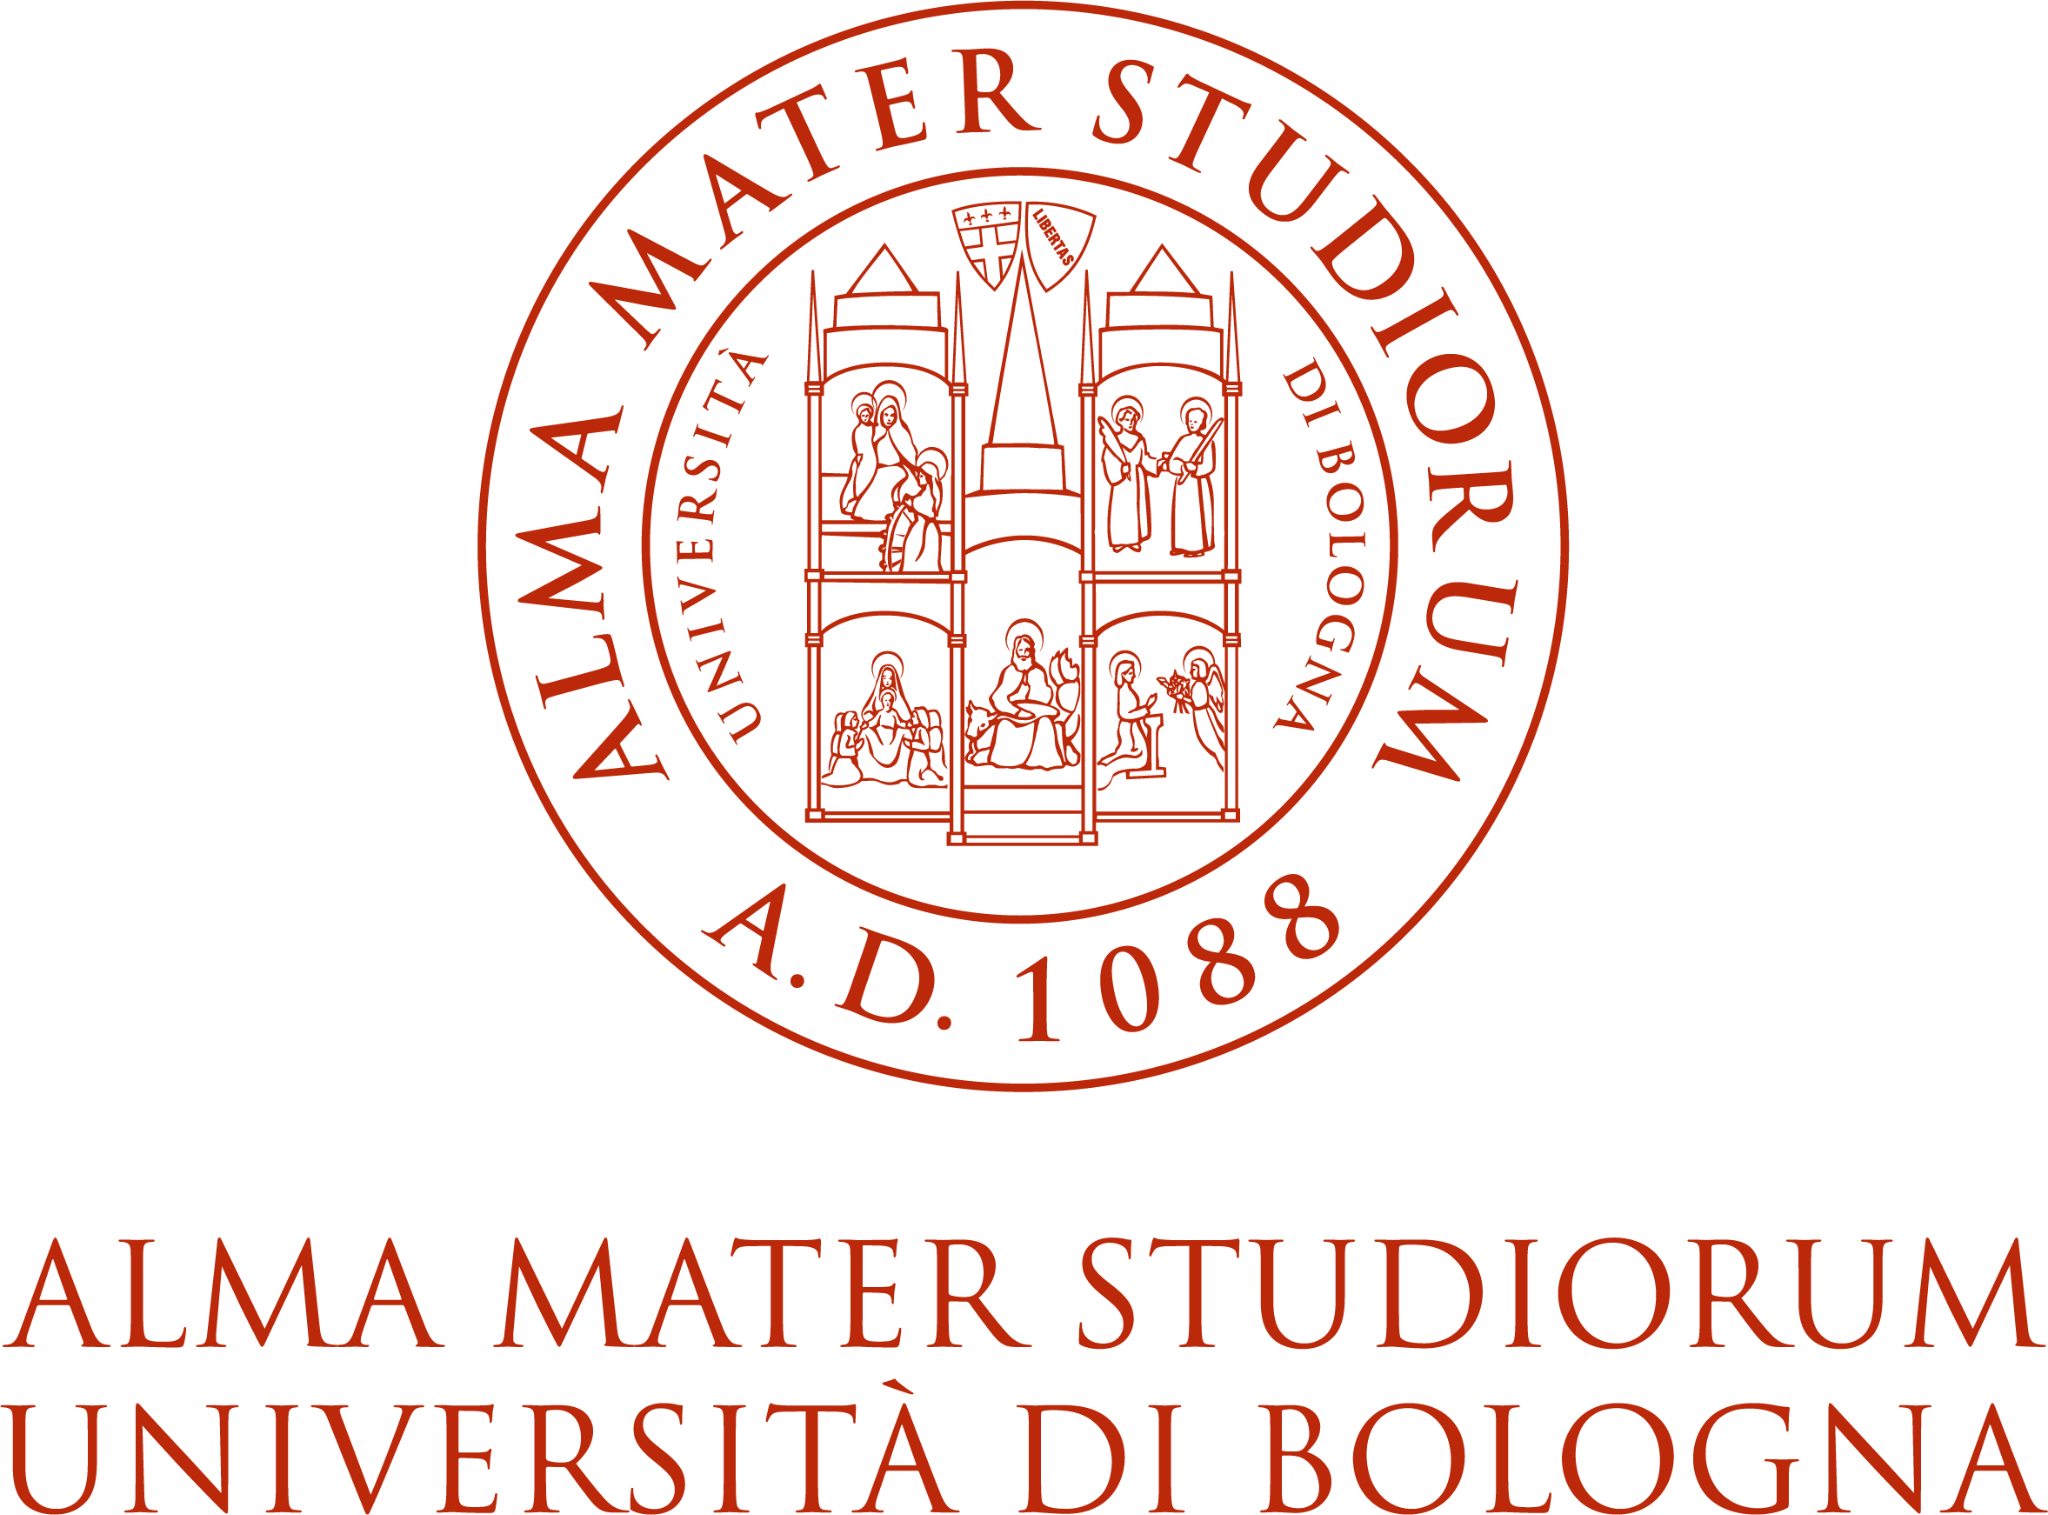 ALMA MATER STUDIORUM
LIBERTAS
UNIVERSITÀ
DI BOLOGNA
A.D. 1088
ALMA MATER STUDIORUM
UNIVERSITÀ DI BOLOGNA